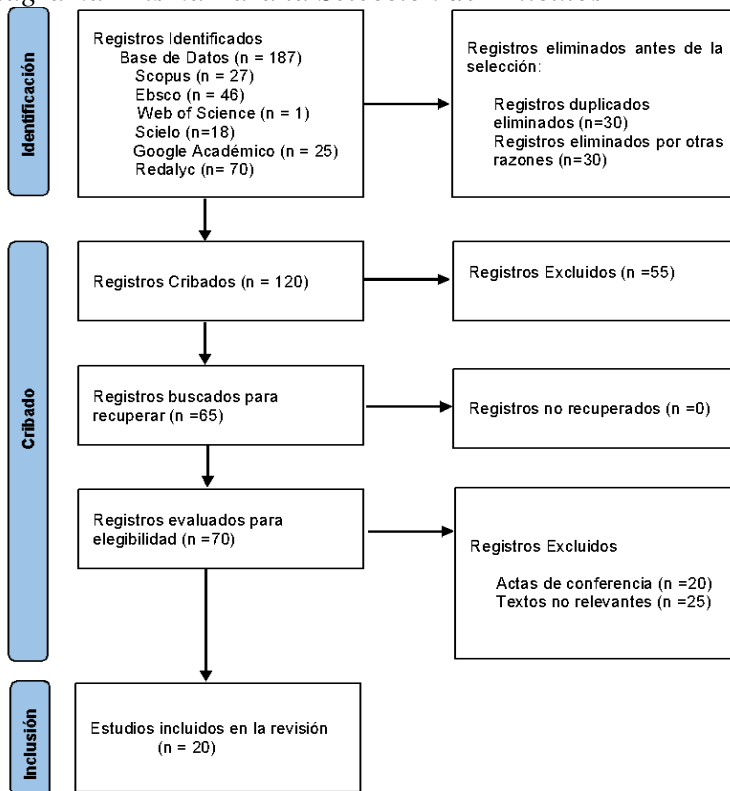 Identificación
Registros Identificados
Base de Datos (n = 187)
Scopus (n = 27)
Ebsco (n = 46)
Web of Science (n = 1)
Scielo (n=18)
Google Académico (n = 25)
Redalyc (n= 70)
Registros eliminados antes de la
selección:
Registros duplicados
eliminados (n=30)
Registros eliminados por otras
razones (n=30)
Cribado
Registros Cribados (n = 120)
Registros Excluidos (n =55)
Registros buscados para
recuperar (n =65)
Registros no recuperados (n =0)
Registros evaluados para
elegibilidad (n =70)
Registros Excluidos
Actas de conferencia (n =20)
Textos no relevantes (n =25)
Inclusión
Estudios incluidos en la revisión
(n = 20)